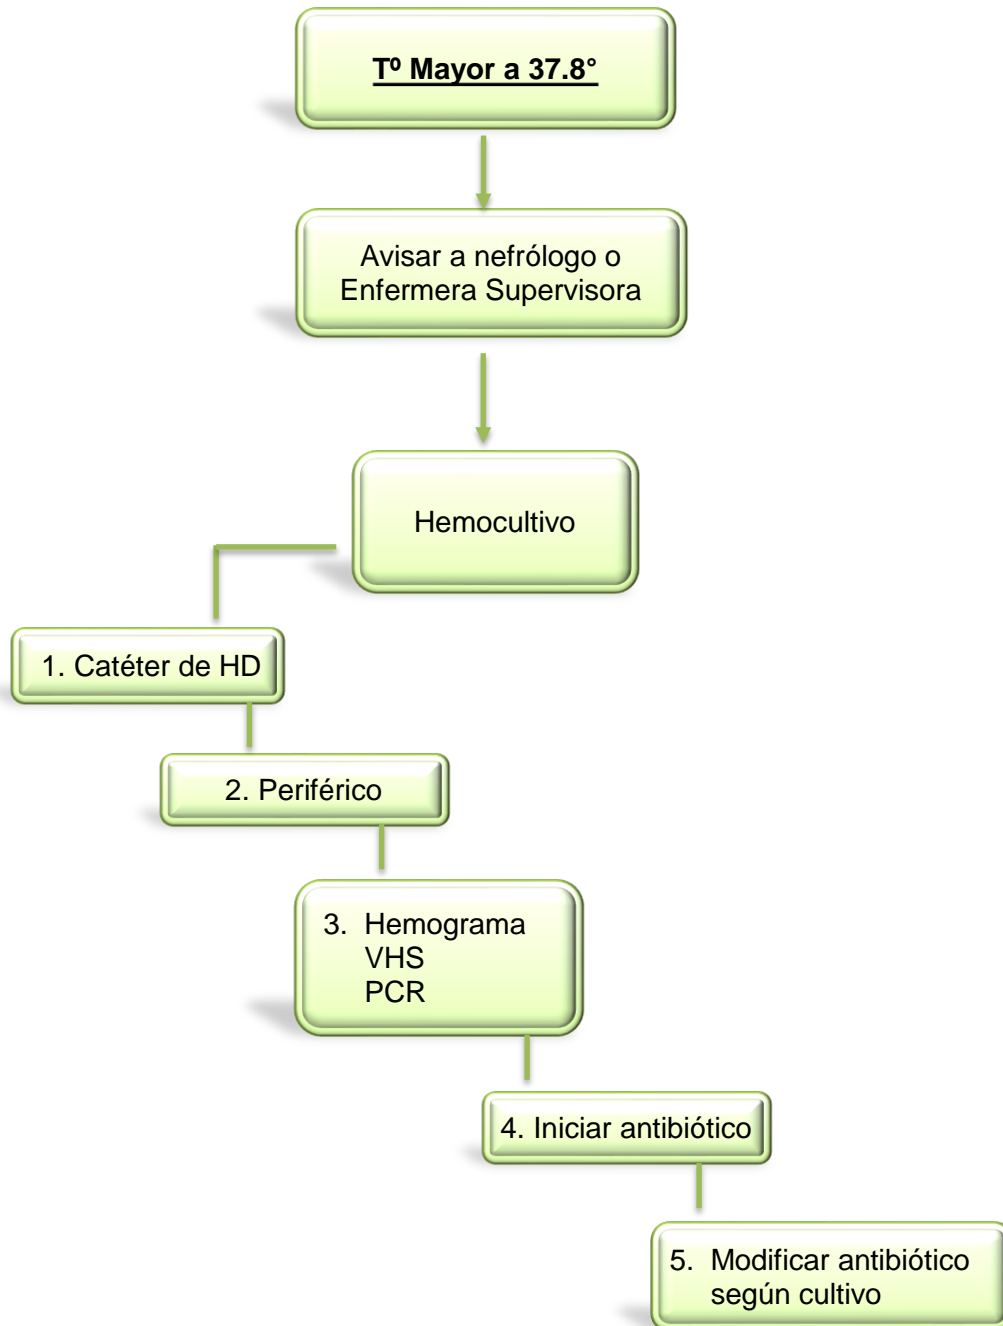 Tº Mayor a 37.8°
Avisar a nefrólogo o
Enfermera Supervisora
Hemocultivo
1. Catéter de HD
2. Periférico
3. Hemograma
VHS
PCR
4. Iniciar antibiótico
5. Modificar antibiótico
según cultivo